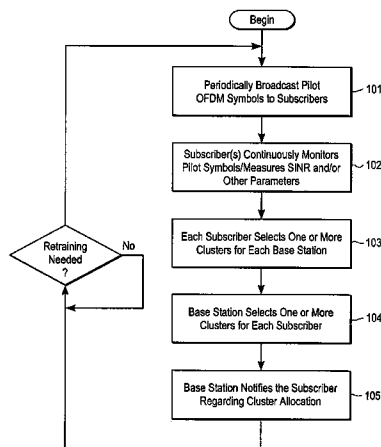 Begin
Periodically Broadcast Pilot
OFDM Symbols to Subscribers
101
Subscriber(s) Continuously Monitors
Pilot Symbols/Measures SINR and/or
Other Parameters
102
Each Subscriber Selects One or More
Clusters for Each Base Station
103
Base Station Selects One or More
Clusters for Each Subscriber
104
Base Station Notifies the Subscriber
Regarding Cluster Allocation
105
Retraining
Needed
?
No